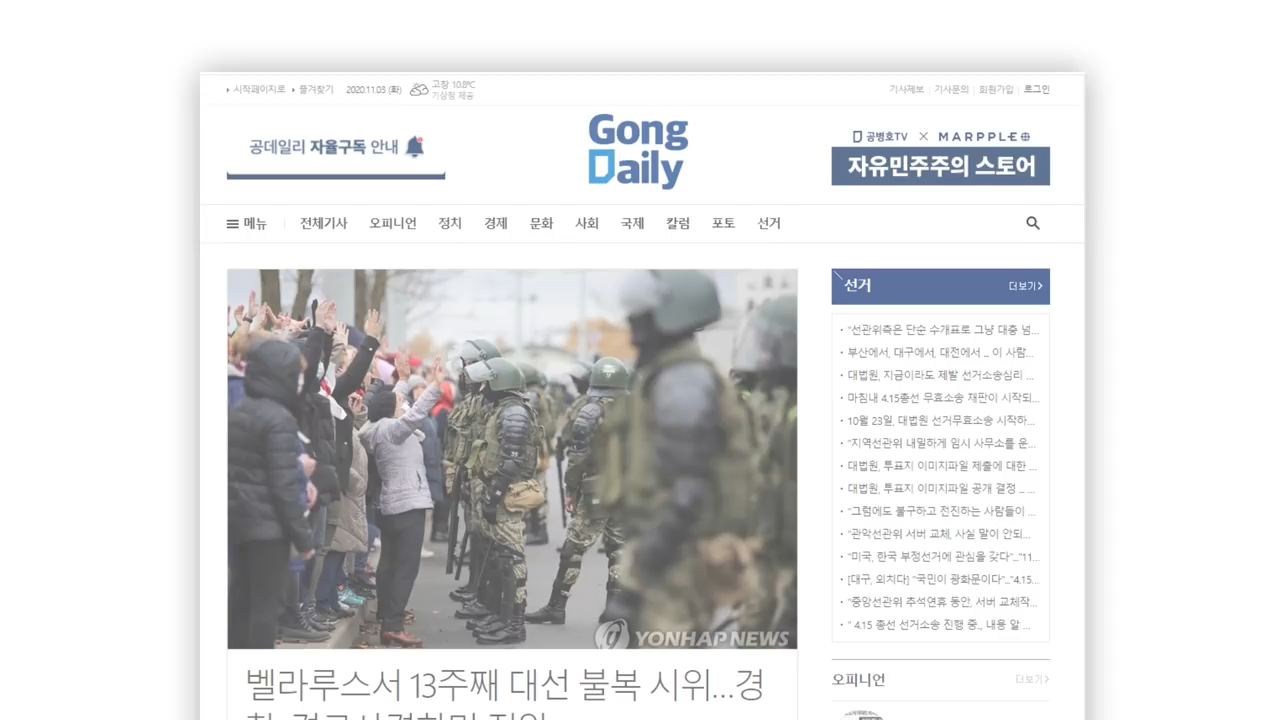 시작페이지로 즐겨찾기 2020.11.03 (화) 고창 10.8℃
기상청 제공
기사제보 기사문의 회원가입 로그인
공데일리 자율구독 안내
Gong
Daily
공병호TV × MARPPLE
자유민주주의 스토어
메뉴 전체기사 오피니언 정치 경제 문화 사회 국제 칼럼 포토 선거
선거 더보기
· "선관위측은 단순 수개표로 그냥 대충 넘...
· 부산에서, 대구에서, 대전에서 ... 이 사람...
· 대법원, 지금이라도 제발 선거소송심리 ...
· 마침내 4.15총선 무효소송 재판이 시작되...
· 10월 23일, 대법원 선거무효소송 시작하...
· "지역선관위 내밀하게 임시 사무소를 운...
· 대법원, 투표지 이미지파일 제출에 대한 ...
· 대법원, 투표지 이미지파일 공개 결정 ... ...
· "그럼에도 불구하고 전진하는 사람들이 ...
· "관악선관위 서버 교체, 사실 말이 안되...
· "미국, 한국 부정선거에 관심을 갖다"..."11...
· [대구, 외치다] "국민이 광화문이다"..."4.15...
· "중앙선관위 추석연휴 동안, 서버 교체작...
· " 4.15 총선 선거소송 진행 중.., 내용 알 ...
YONHAP NEWS
벨라루스서 13주째 대선 불복 시위...경
오피니언 더보기